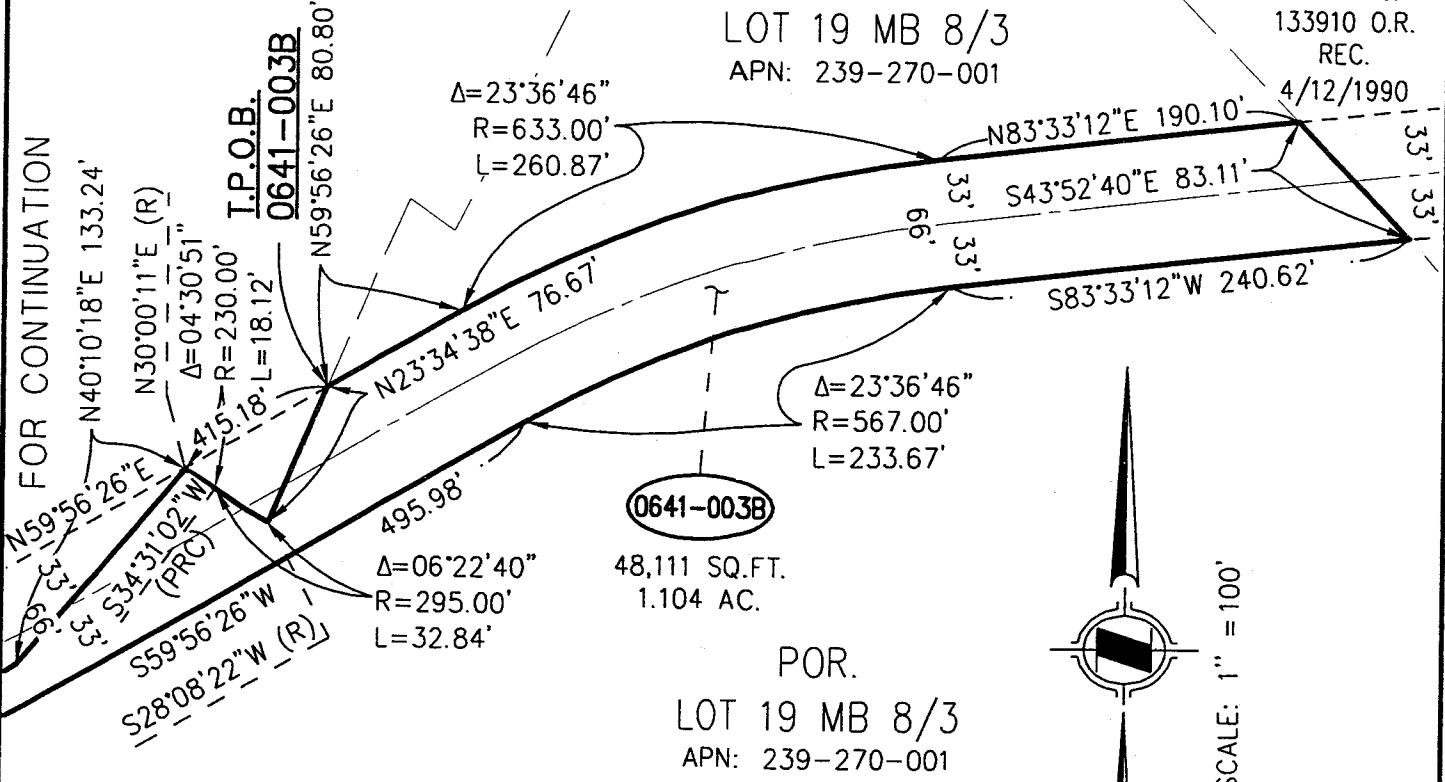 LOT 19 MB 8/3
APN: 239-270-001
133910 O.R.
REC.
4/12/1990
FOR CONTINUATION
N40°10'18"E 133.24'
N30°00'11"E (R)
Δ=04°30'51"
R=230.00'
L=18.12'
T.P.O.B.
0641-003B
N59°56'26"E 80.80'
Δ=23°36'46"
R=633.00'
L=260.87'
N83°33'12"E 190.10'
S43°52'40"E 83.11'
33'
33'
33'
66'
33'
S83°33'12"W 240.62'
N23°34'38"E 76.67'
415.18'
N59°56'26"E
S34°31'02"W
(PRC)
33'
66'
33'
495.98'
S59°56'26"W
S28°08'22"W (R)
Δ=06°22'40"
R=295.00'
L=32.84'
Δ=23°36'46"
R=567.00'
L=233.67'
0641-003B
48,111 SQ.FT.
1.104 AC.
POR.
LOT 19 MB 8/3
APN: 239-270-001
SCALE: 1" =100'